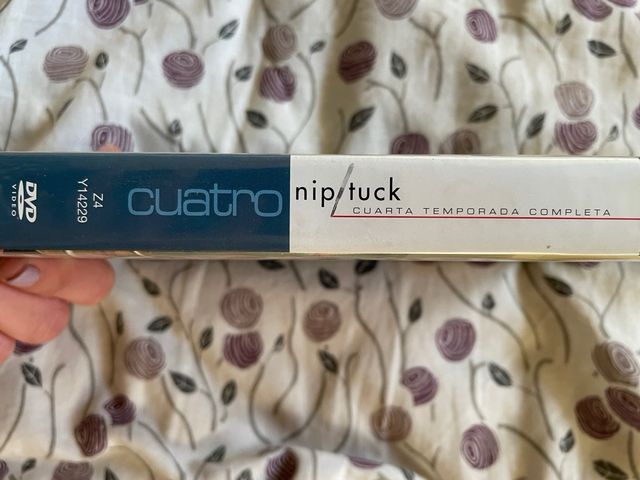 DVD
VIDEO
Z4
Y14229
cuatro
nip/tuck
CUARTA TEMPORADA COMPLETA